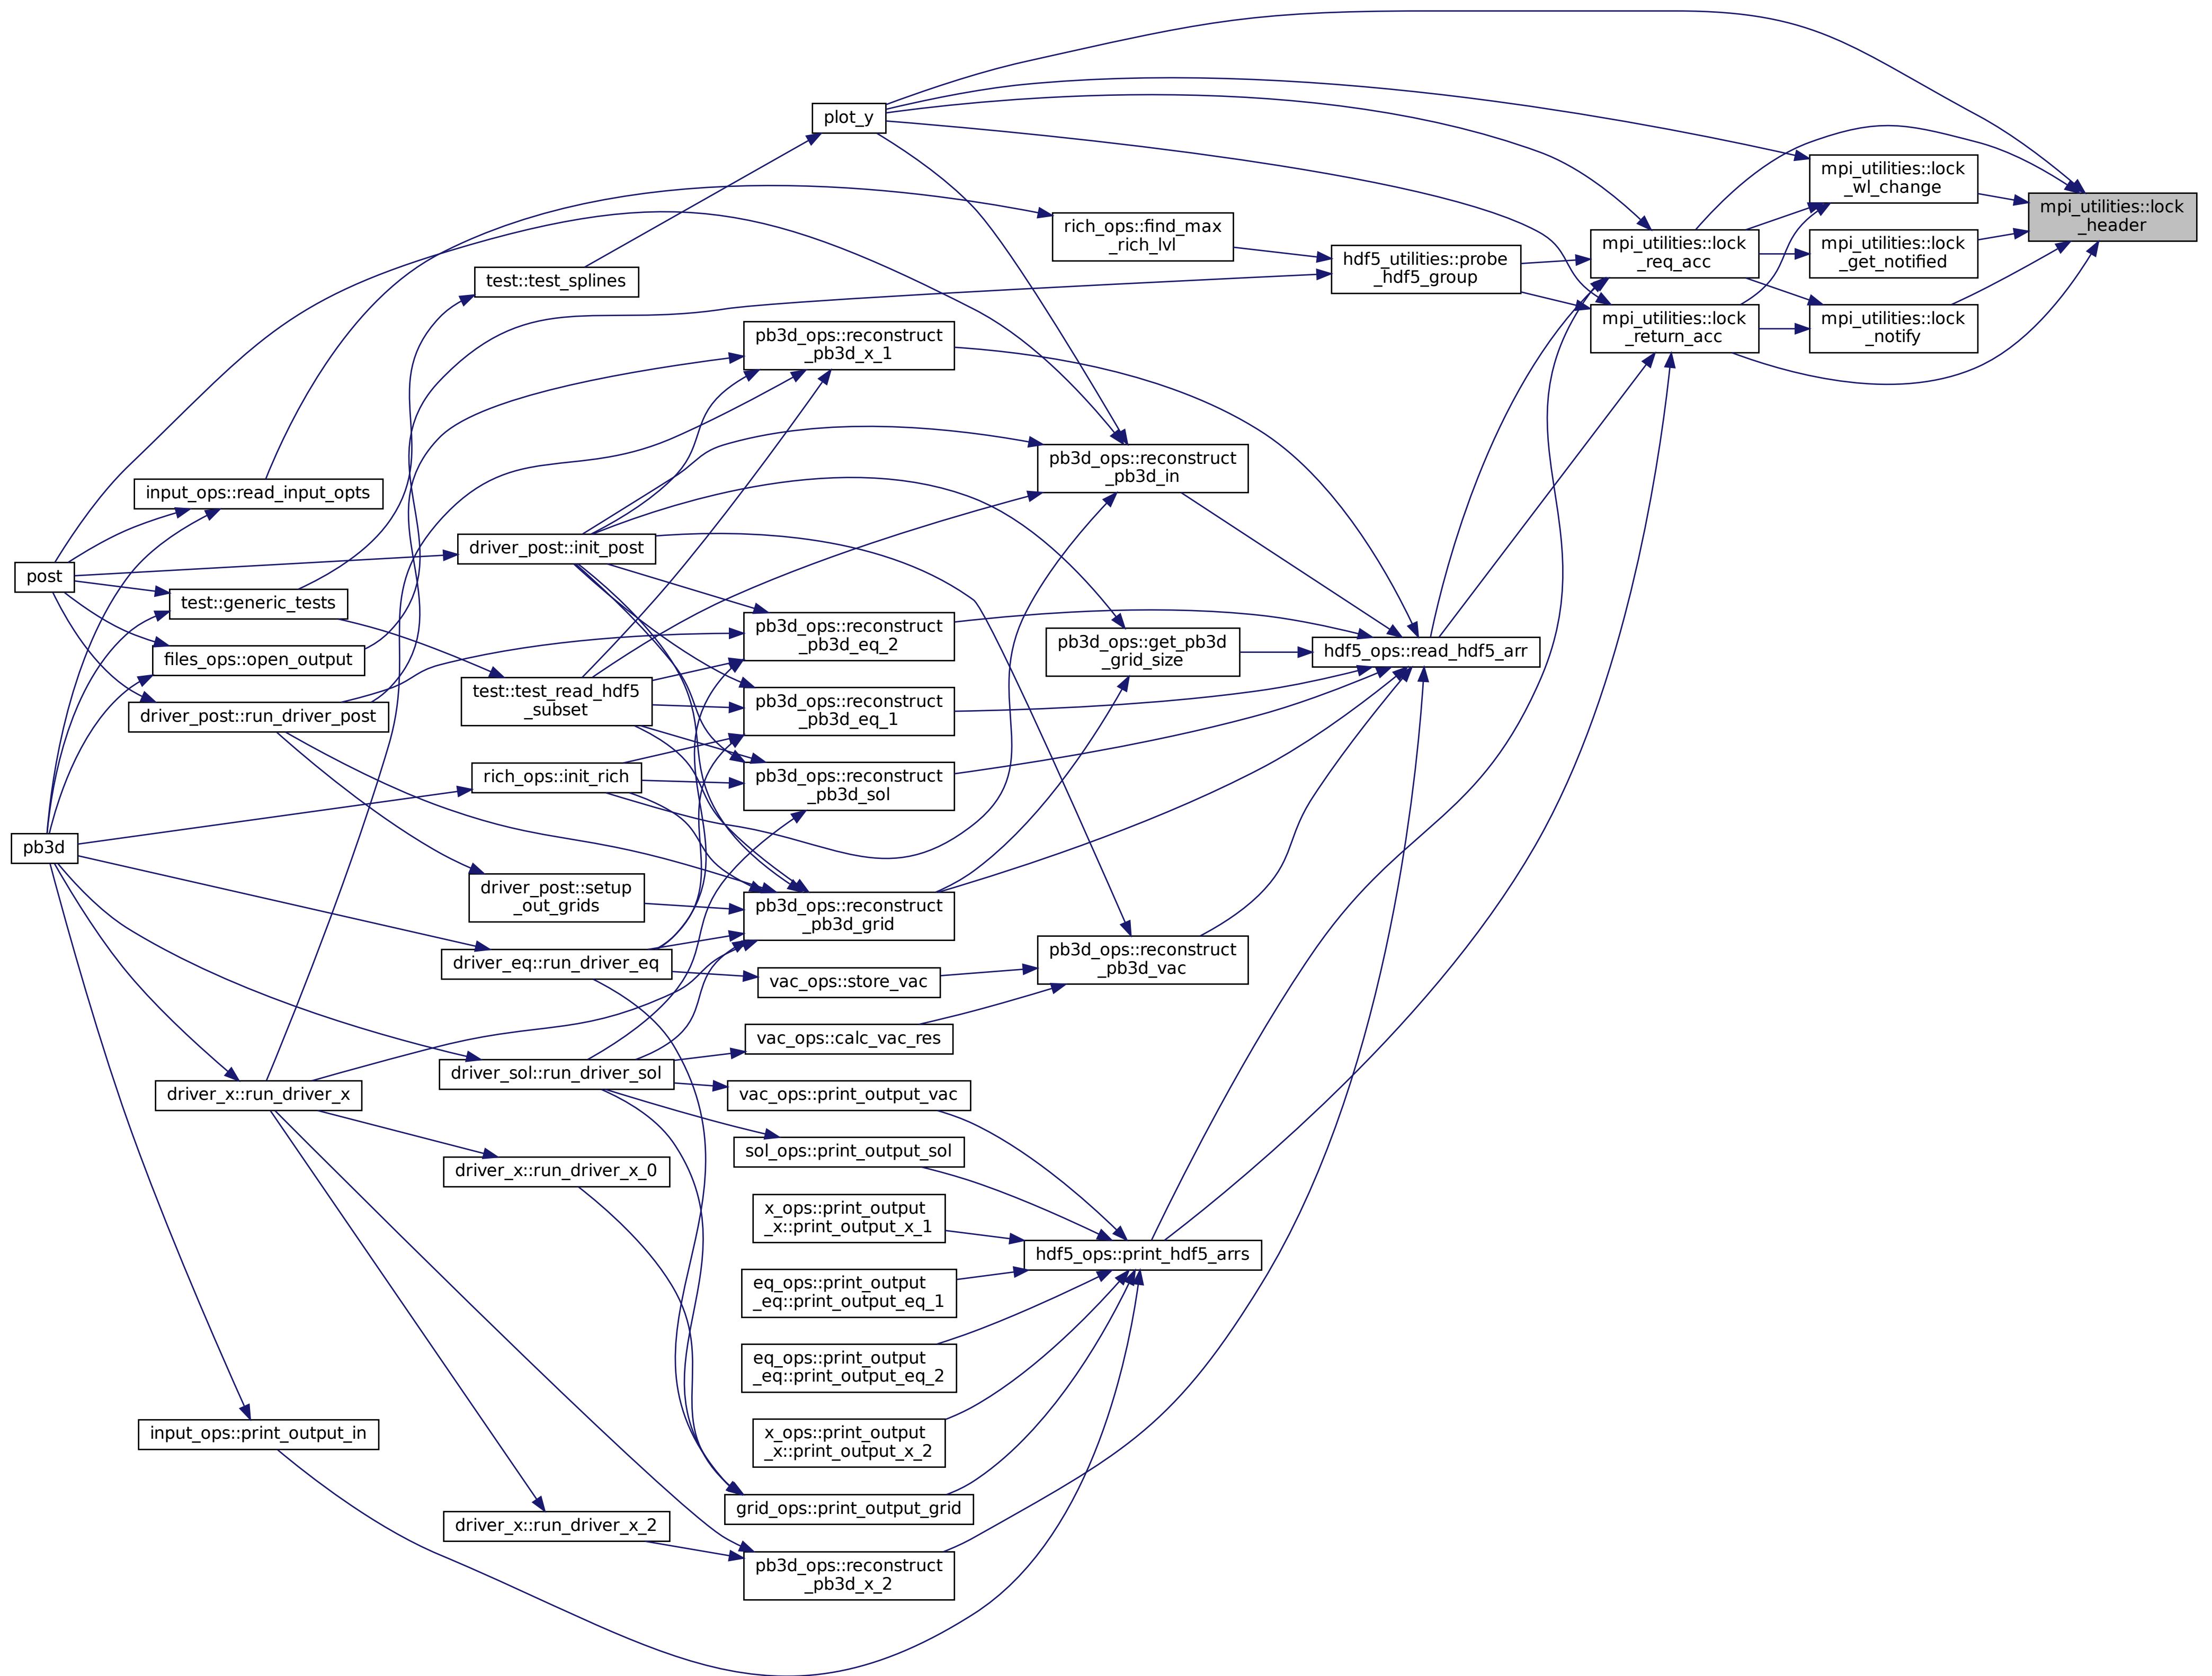 plot_y
mpi_utilities::lock
_wl_change
mpi_utilities::lock
_header
rich_ops::find_max
_rich_lvl
mpi_utilities::lock
_req_acc
mpi_utilities::lock
_get_notified
hdf5_utilities::probe
_hdf5_group
test::test_splines
mpi_utilities::lock
_return_acc
mpi_utilities::lock
_notify
pb3d_ops::reconstruct
_pb3d_x_1
pb3d_ops::reconstruct
_pb3d_in
input_ops::read_input_opts
driver_post::init_post
post
test::generic_tests
pb3d_ops::reconstruct
_pb3d_eq_2
pb3d_ops::get_pb3d
_grid_size
hdf5_ops::read_hdf5_arr
files_ops::open_output
test::test_read_hdf5
_subset
pb3d_ops::reconstruct
_pb3d_eq_1
driver_post::run_driver_post
rich_ops::init_rich
pb3d_ops::reconstruct
_pb3d_sol
pb3d
driver_post::setup
_out_grids
pb3d_ops::reconstruct
_pb3d_grid
driver_eq::run_driver_eq
pb3d_ops::reconstruct
_pb3d_vac
vac_ops::store_vac
vac_ops::calc_vac_res
driver_sol::run_driver_sol
driver_x::run_driver_x
vac_ops::print_output_vac
sol_ops::print_output_sol
driver_x::run_driver_x_0
x_ops::print_output
_x::print_output_x_1
hdf5_ops::print_hdf5_arrs
eq_ops::print_output
_eq::print_output_eq_1
eq_ops::print_output
_eq::print_output_eq_2
input_ops::print_output_in
x_ops::print_output
_x::print_output_x_2
grid_ops::print_output_grid
driver_x::run_driver_x_2
pb3d_ops::reconstruct
_pb3d_x_2